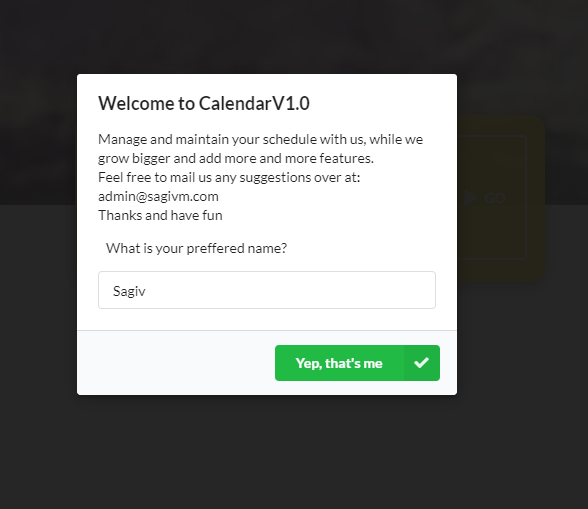 Welcome to CalendarV1.0
Manage and maintain your schedule with us, while we
grow bigger and add more and more features.
Feel free to mail us any suggestions over at:
admin@sagivm.com
Thanks and have fun
What is your preffered name?
Sagiv
Yep, that's me